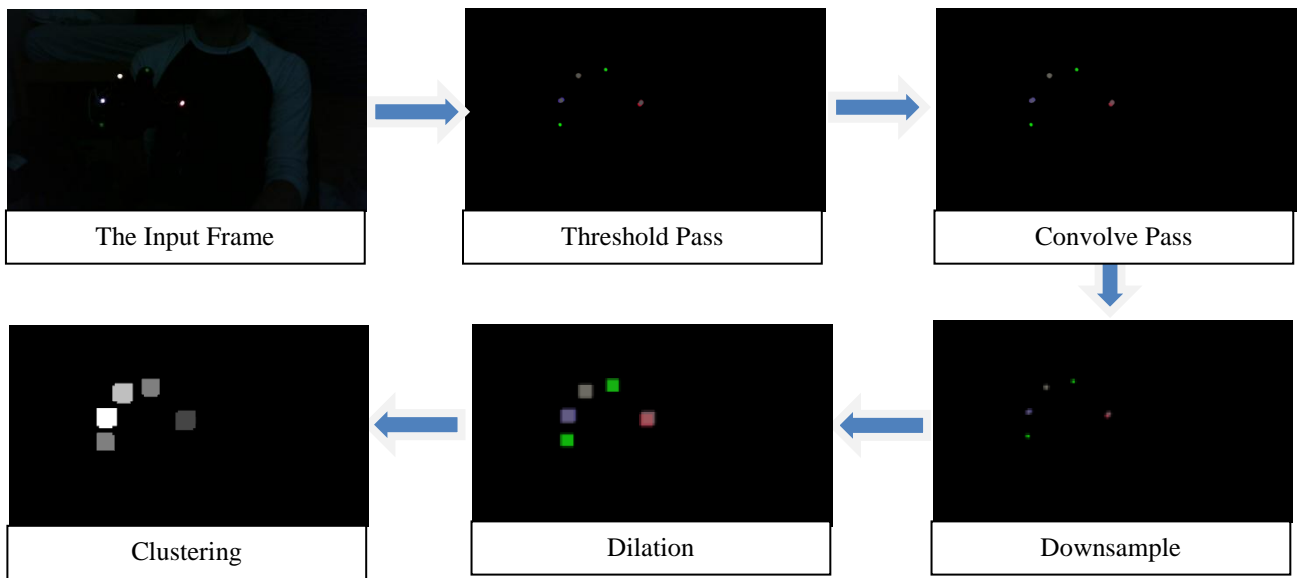 The Input Frame
Threshold Pass
Convolve Pass
Downsample
Dilation
Clustering